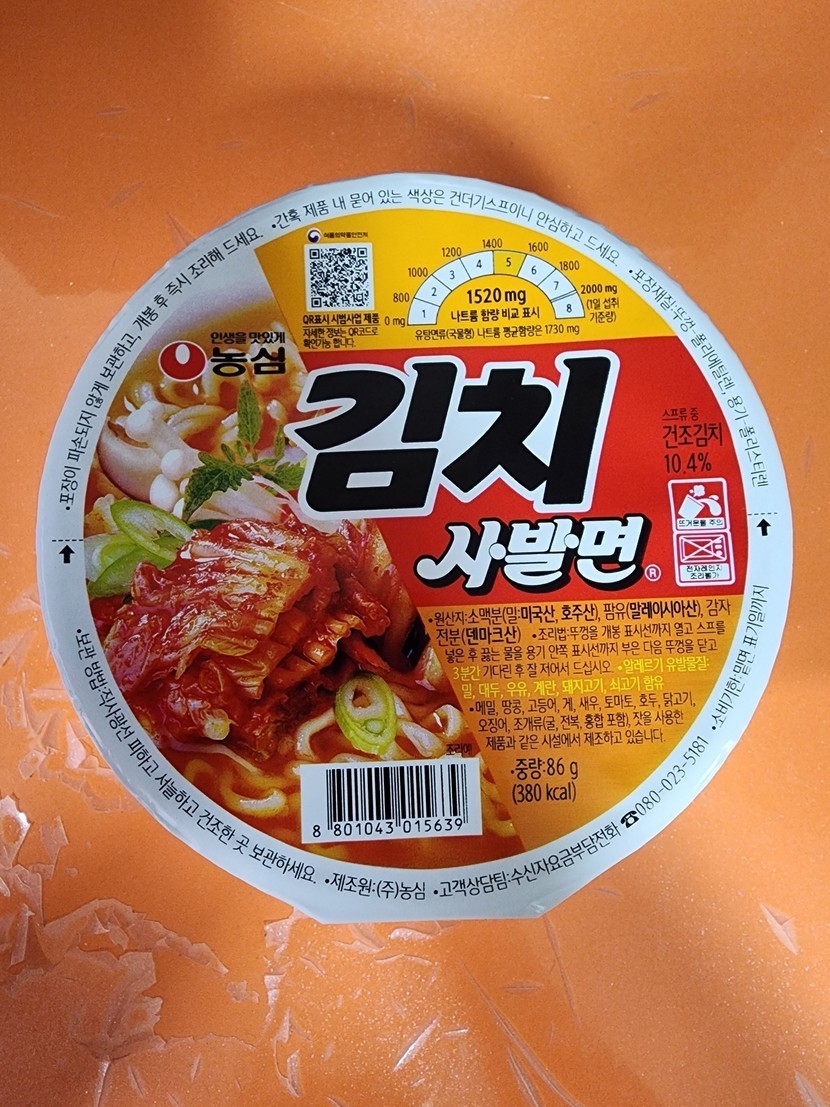 •포장이 파손되지 않게 보관하고, 개봉 후 즉시 조리해 드세요. •간혹 제품 내 묻어 있는 색상은 건더기스프이니 안심하고 드세요. •포장재질:뚜껑-폴리에틸렌, 용기-폴리스티렌
식품의약품안전처
QR표시 시범사업 제품
자세한 정보는 QR코드로
확인가능 합니다.
0 mg
800
1000
1200
1400
1600
1800
2000 mg
(1일 섭취
기준량)
1
2
3
4
5
6
7
8
1520 mg
나트륨 함량 비교 표시
유탕면류(국물형) 나트륨 평균함량은 1730 mg
인생을 맛있게
농심
김치
사발면®
스프류 중
건조김치
10.4%
뜨거운물 주의
전자레인지
조리불가
•원산지:소맥분(밀:미국산, 호주산), 팜유(말레이시아산), 감자
전분(덴마크산) •조리법:뚜껑을 개봉 표시선까지 열고 스프를
넣은 후 끓는 물을 용기 안쪽 표시선까지 부은 다음 뚜껑을 닫고
3분간 기다린 후 잘 저어서 드십시오. •알레르기 유발물질:
밀, 대두, 우유, 계란, 돼지고기, 쇠고기 함유
•메밀, 땅콩, 고등어, 게, 새우, 토마토, 호두, 닭고기,
오징어, 조개류(굴, 전복, 홍합 포함), 잣을 사용한
제품과 같은 시설에서 제조하고 있습니다.
•중량:86 g
(380 kcal)
조리예
8 801043 015639
•보관 방법:직사광선 피하고 서늘하고 건조한 곳 보관하세요. •제조원:(주)농심 •고객상담팀:수신자요금부담전화 ☎080-023-5181 •소비기한:밑면 표기일까지